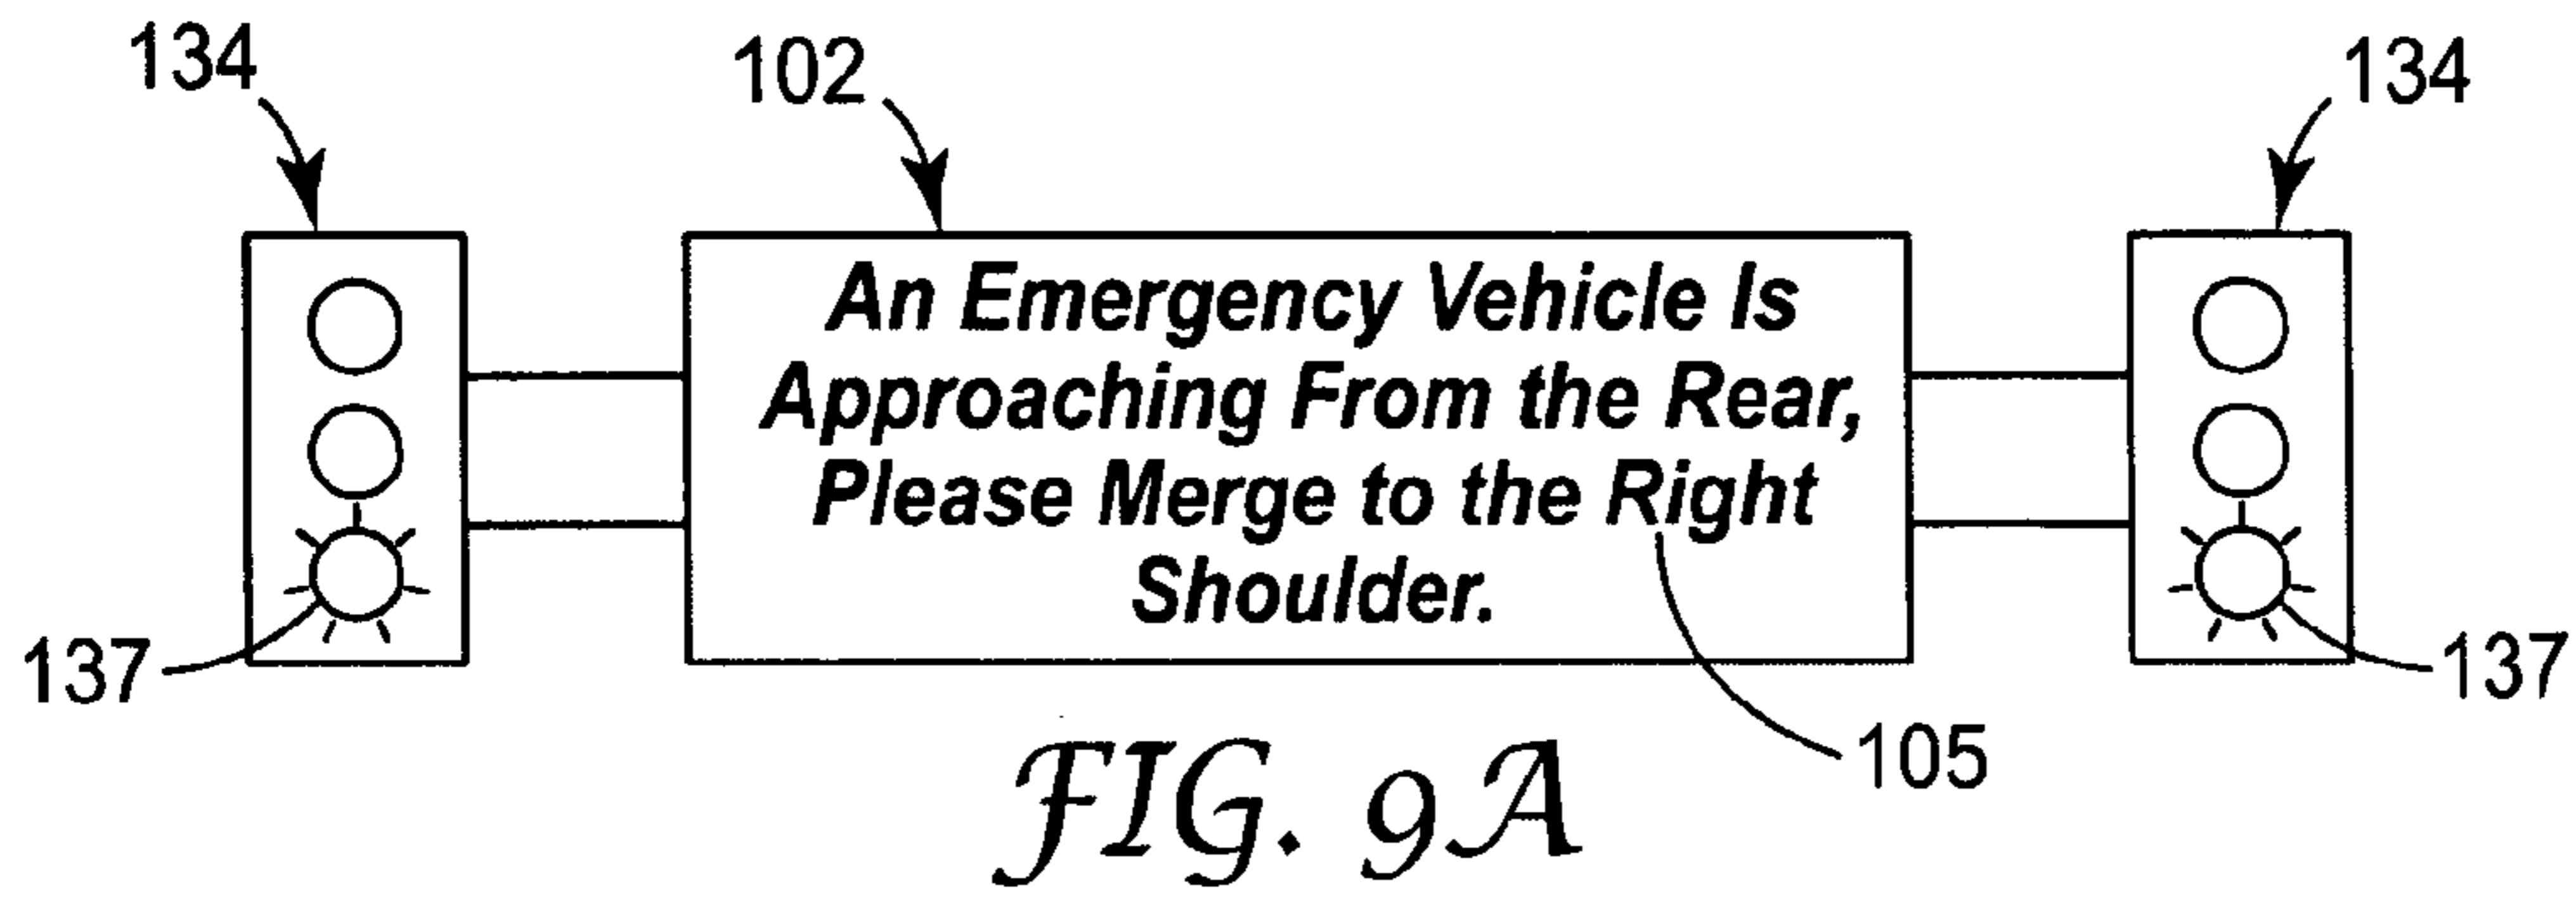 134
102
134
An Emergency Vehicle Is
Approaching From the Rear,
Please Merge to the Right
Shoulder.
137
137
105
FIG. 9A